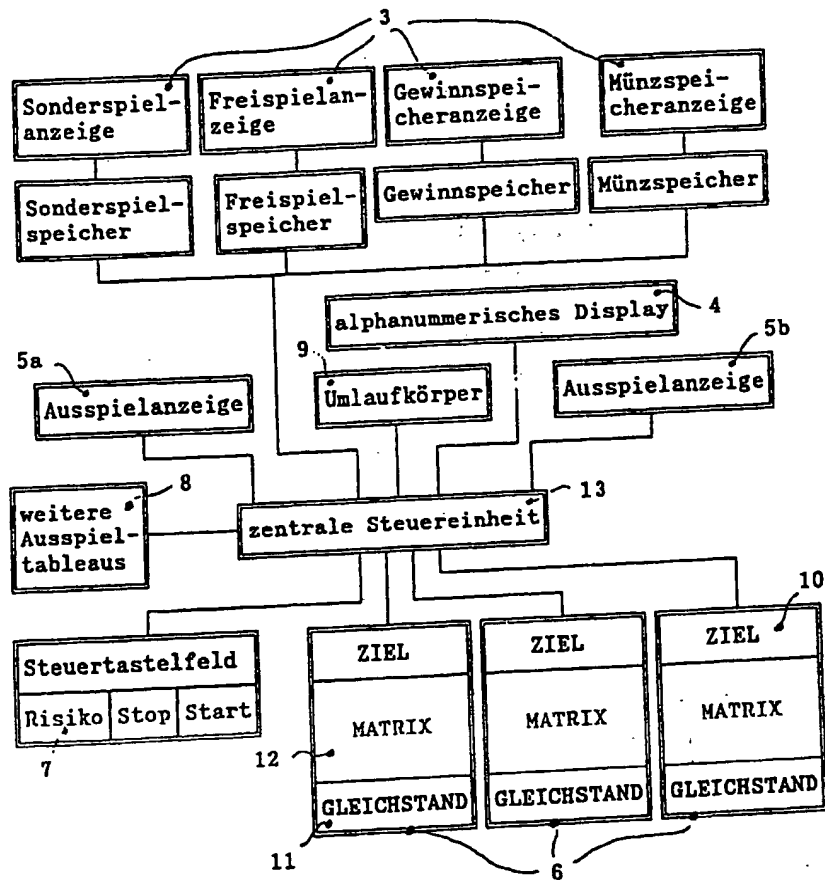 3
Sonderspiel-
anzeige
Freispielan-
zeige
Gewinnspei-
cheranzeige
Münzspei-
cheranzeige
Sonderspiel-
speicher
Freispiel-
speicher
Gewinnspeicher
Münzspeicher
alphanummerisches Display
4
5a
Ausspielanzeige
9
Umlaufkörper
5b
Ausspielanzeige
8
weitere
Ausspiel-
tableaus
zentrale Steuereinheit
13
Steuertastelfeld
Risiko Stop Start
7
ZIEL
MATRIX
GLEICHSTAND
12
11
ZIEL
MATRIX
GLEICHSTAND
10
ZIEL
MATRIX
GLEICHSTAND
6